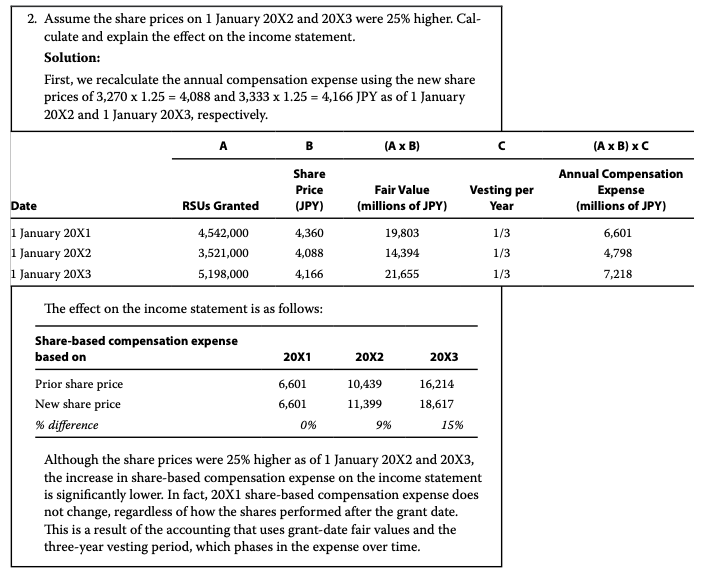 2. Assume the share prices on 1 January 20X2 and 20X3 were 25% higher. Cal-
culate and explain the effect on the income statement.
Solution:
First, we recalculate the annual compensation expense using the new share
prices of 3,270 x 1.25 = 4,088 and 3,333 x 1.25 = 4,166 JPY as of 1 January
20X2 and 1 January 20X3, respectively.
A B (A x B) C (A x B) x C
Share Annual Compensation
Price Fair Value Vesting per Expense
Date RSUs Granted (JPY) (millions of JPY) Year (millions of JPY)
1 January 20X1 4,542,000 4,360 19,803 1/3 6,601
1 January 20X2 3,521,000 4,088 14,394 1/3 4,798
1 January 20X3 5,198,000 4,166 21,655 1/3 7,218
The effect on the income statement is as follows:
Share-based compensation expense
based on 20X1 20X2 20X3
Prior share price 6,601 10,439 16,214
New share price 6,601 11,399 18,617
% difference 0% 9% 15%
Although the share prices were 25% higher as of 1 January 20X2 and 20X3,
the increase in share-based compensation expense on the income statement
is significantly lower. In fact, 20X1 share-based compensation expense does
not change, regardless of how the shares performed after the grant date.
This is a result of the accounting that uses grant-date fair values and the
three-year vesting period, which phases in the expense over time.